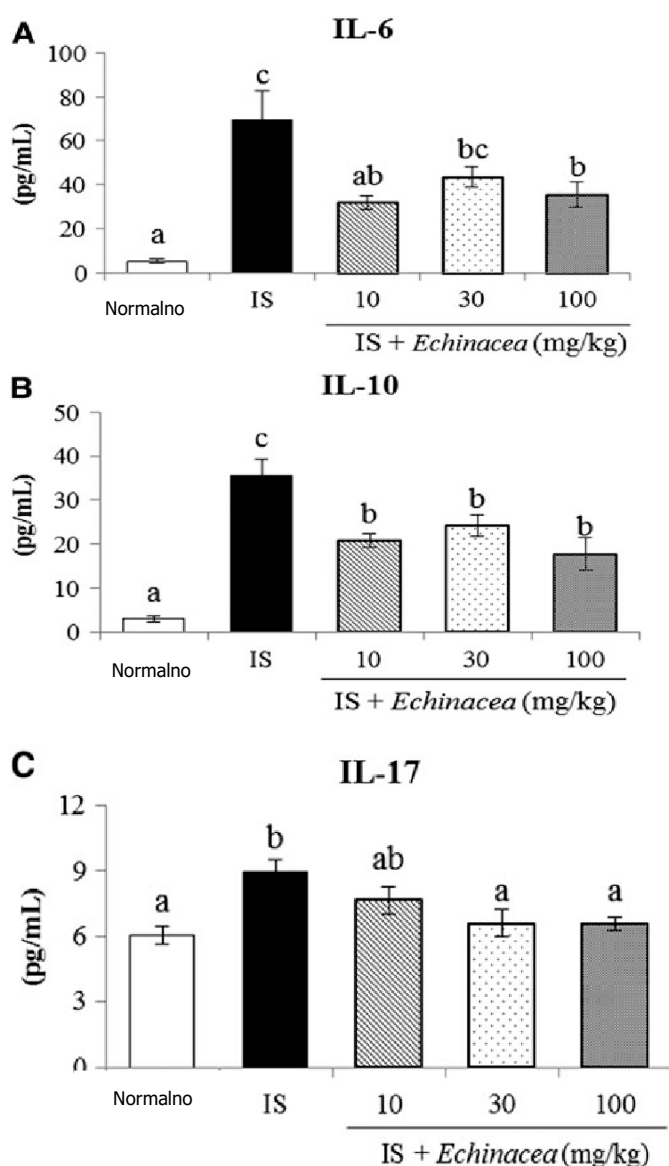 A
IL-6
(pg/mL)
100
80
60
40
20
0
a
c
ab
bc
b
Normalno
IS
10
30
100
IS + Echinacea (mg/kg)
B
IL-10
(pg/mL)
50
40
30
20
10
0
a
c
b
b
b
Normalno
IS
10
30
100
IS + Echinacea (mg/kg)
C
IL-17
(pg/mL)
12
9
6
3
0
a
b
ab
a
a
Normalno
IS
10
30
100
IS + Echinacea (mg/kg)